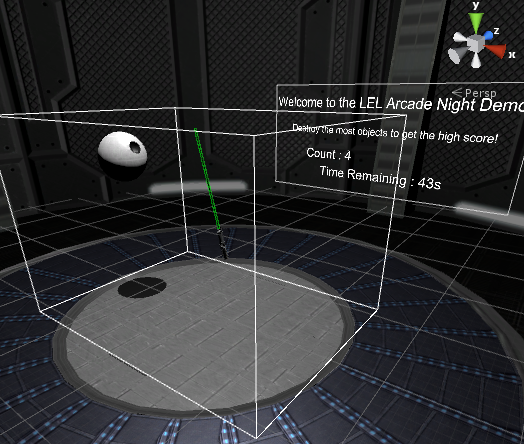 y
z
x
<Persp
Welcome to the LEL Arcade Night Demo
Destroy the most objects to get the high score!
Count : 4
Time Remaining : 43s